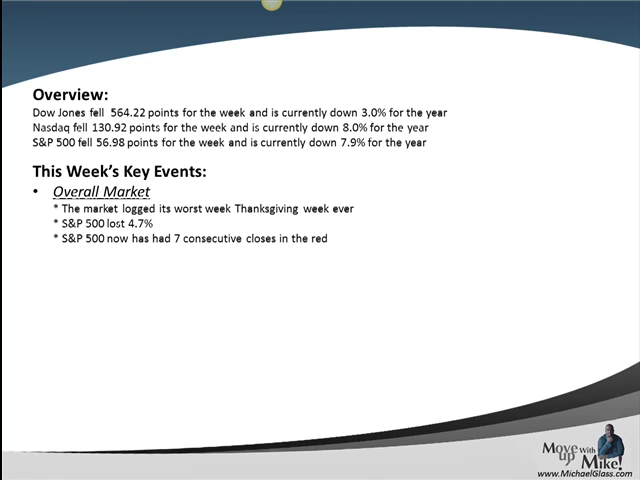 Overview:
Dow Jones fell 564.22 points for the week and is currently down 3.0% for the year
Nasdaq fell 130.92 points for the week and is currently down 8.0% for the year
S&P 500 fell 56.98 points for the week and is currently down 7.9% for the year
This Week's Key Events:
• Overall Market
* The market logged its worst week Thanksgiving week ever
* S&P 500 lost 4.7%
* S&P 500 now has had 7 consecutive closes in the red
Move up With Mike!
www.MichaelGlass.com